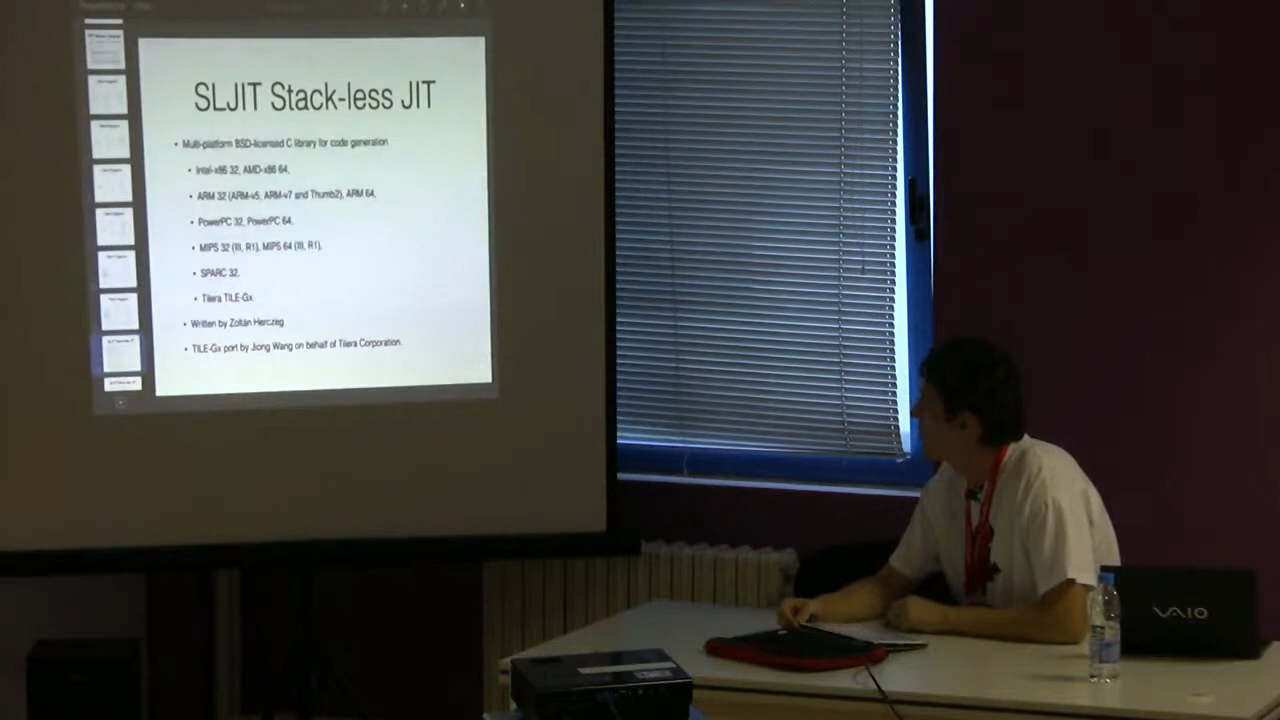 SLJIT Stack-less JIT
• Multi-platform BSD-licensed C library for code generation
• Intel-x86 32, AMD-x86 64,
• ARM 32 (ARM-v5, ARM-v7 and Thumb2), ARM 64,
• PowerPC 32, PowerPC 64,
• MIPS 32 (III, R1), MIPS 64 (III, R1),
• SPARC 32,
• Tilera TILE-Gx
• Written by Zoltán Herczeg
• TILE-Gx port by Jiong Wang on behalf of Tilera Corporation.
VAIO